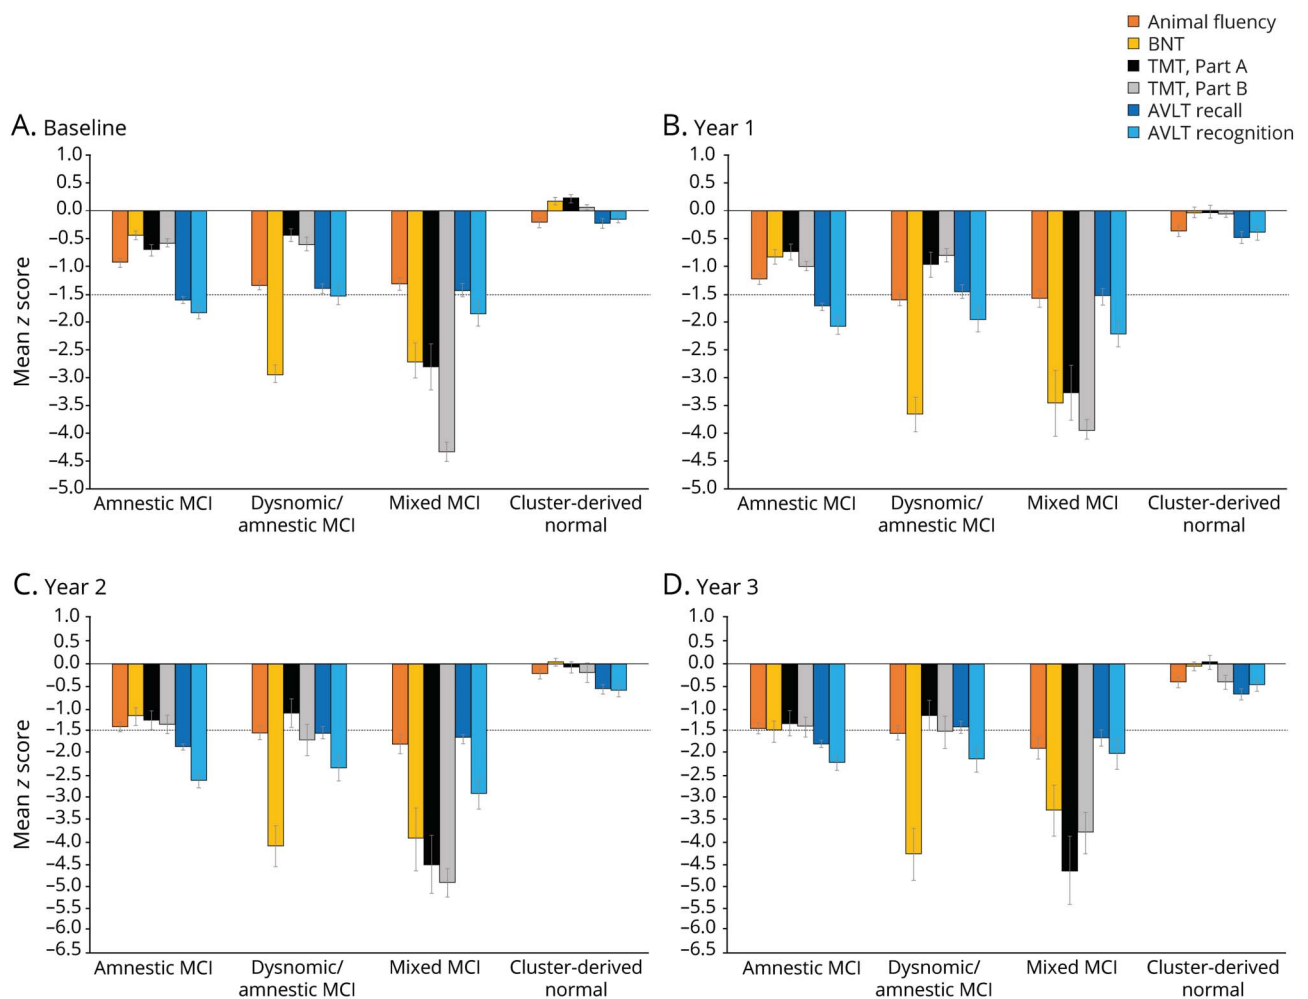 Animal fluency
BNT
TMT, Part A
TMT, Part B
AVLT recall
AVLT recognition
A. Baseline
1.0
0.5
0.0
−0.5
−1.0
−1.5
−2.0
−2.5
−3.0
−3.5
−4.0
−4.5
−5.0
Mean z score
Amnestic MCI
Dysnomic/
amnestic MCI
Mixed MCI
Cluster-derived
normal
B. Year 1
1.0
0.5
0.0
−0.5
−1.0
−1.5
−2.0
−2.5
−3.0
−3.5
−4.0
−4.5
−5.0
Amnestic MCI
Dysnomic/
amnestic MCI
Mixed MCI
Cluster-derived
normal
C. Year 2
1.0
0.5
0.0
−0.5
−1.0
−1.5
−2.0
−2.5
−3.0
−3.5
−4.0
−4.5
−5.0
−5.5
−6.0
−6.5
Mean z score
Amnestic MCI
Dysnomic/
amnestic MCI
Mixed MCI
Cluster-derived
normal
D. Year 3
1.0
0.5
0.0
−0.5
−1.0
−1.5
−2.0
−2.5
−3.0
−3.5
−4.0
−4.5
−5.0
−5.5
−6.0
−6.5
Amnestic MCI
Dysnomic/
amnestic MCI
Mixed MCI
Cluster-derived
normal